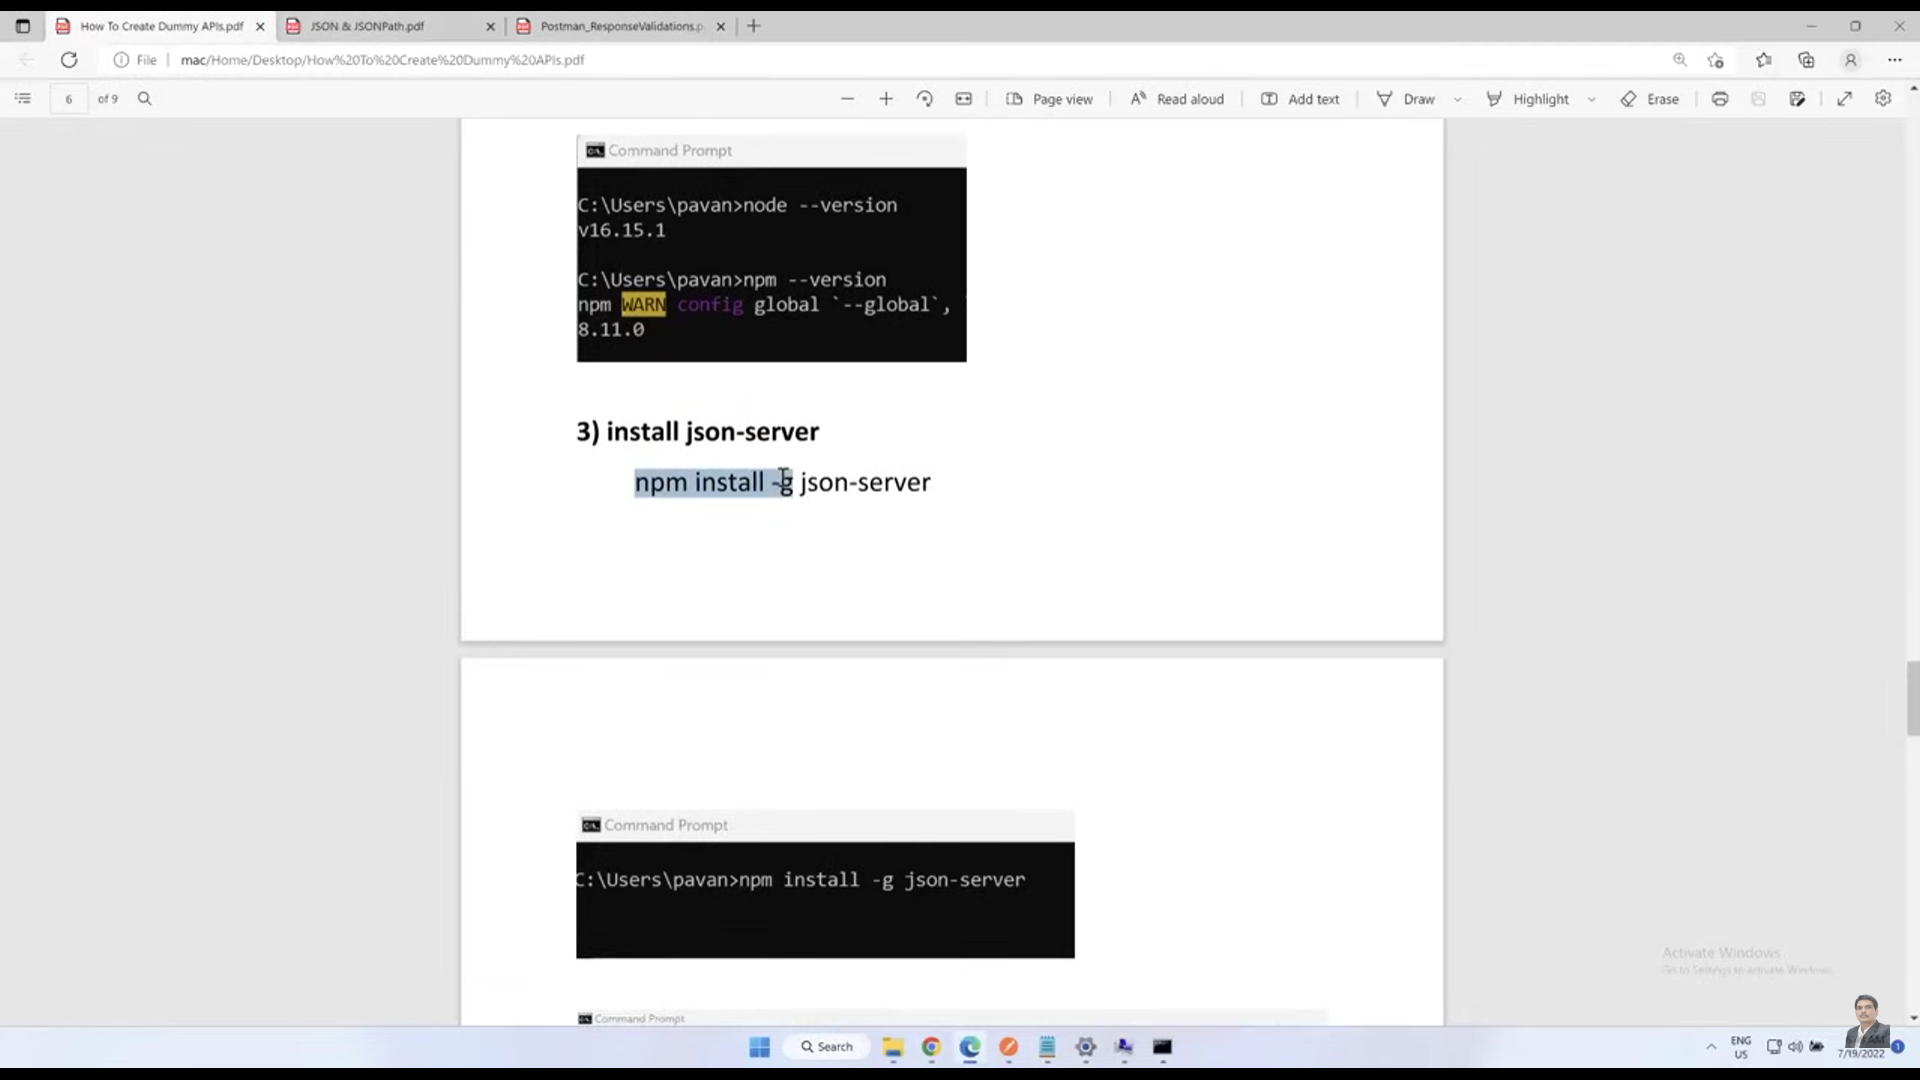 How To Create Dummy APIs.pdf
JSON & JSONPath.pdf
Postman_ResponseValidations.p
File
mac/Home/Desktop/How%20To%20Create%20Dummy%20APIs.pdf
6 of 9
Page view
Read aloud
Add text
Draw
Highlight
Erase
Command Prompt
C:\Users\pavan>node --version
v16.15.1
C:\Users\pavan>npm --version
npm WARN config global `--global`,
8.11.0
3) install json-server
npm install -g json-server
Command Prompt
C:\Users\pavan>npm install -g json-server
Activate Windows
Go to Settings to activate Windows.
Command Prompt
Search
ENG
US
7/19/2022
1